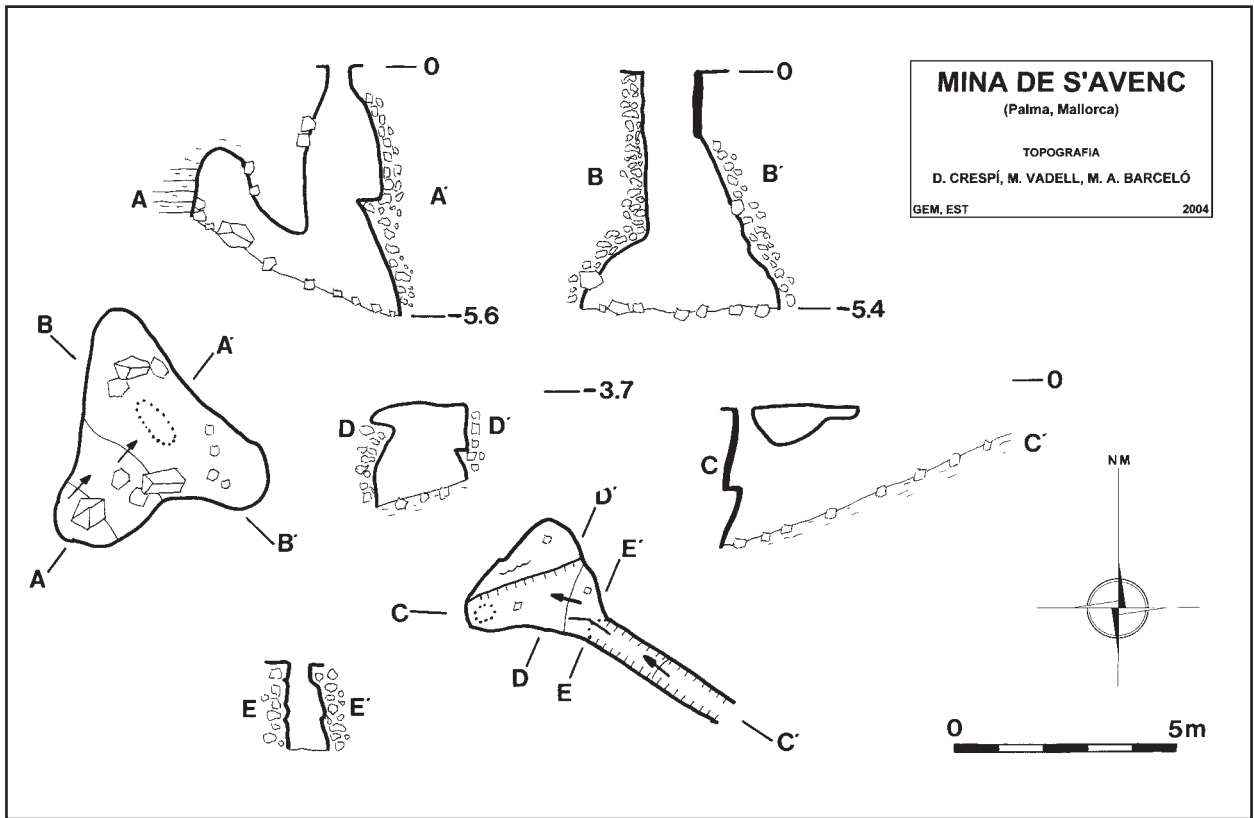 0
0
MINA DE S'AVENC
(Palma, Mallorca)
TOPOGRAFIA
D. CRESPÍ, M. VADELL, M. A. BARCELÓ
GEM, EST 2004
A A´
B B´
-5.6
-5.4
B
A´
A
B´
-3.7
0
D D´
C C´
D´
E´
C
D
E
C´
E E´
NM
0 5m